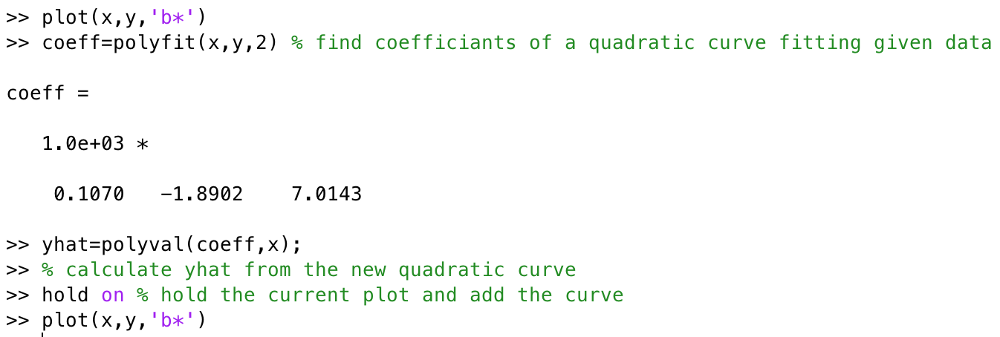 >> plot(x,y,'b*')
>> coeff=polyfit(x,y,2) % find coefficiants of a quadratic curve fitting given data
coeff =
1.0e+03 *
0.1070 -1.8902 7.0143
>> yhat=polyval(coeff,x);
>> % calculate yhat from the new quadratic curve
>> hold on % hold the current plot and add the curve
>> plot(x,y,'b*')